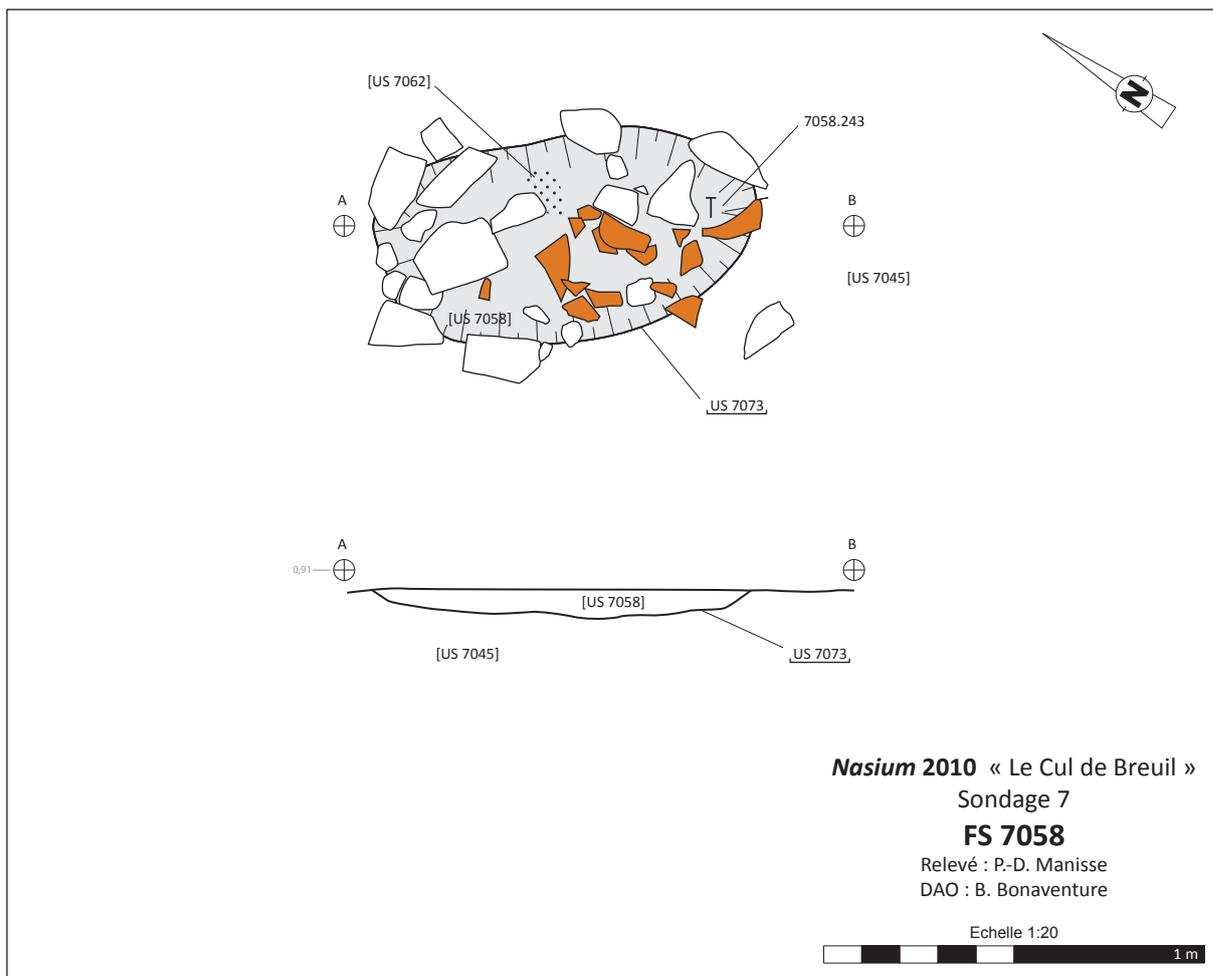 [US 7062]
7058.243
N
A
B
[US 7045]
[US 7058]
US 7073
A
B
0,91
[US 7058]
[US 7045]
US 7073
Nasium 2010 « Le Cul de Breuil »
Sondage 7
FS 7058
Relevé : P.-D. Manisse
DAO : B. Bonaventure
Echelle 1:20
1 m